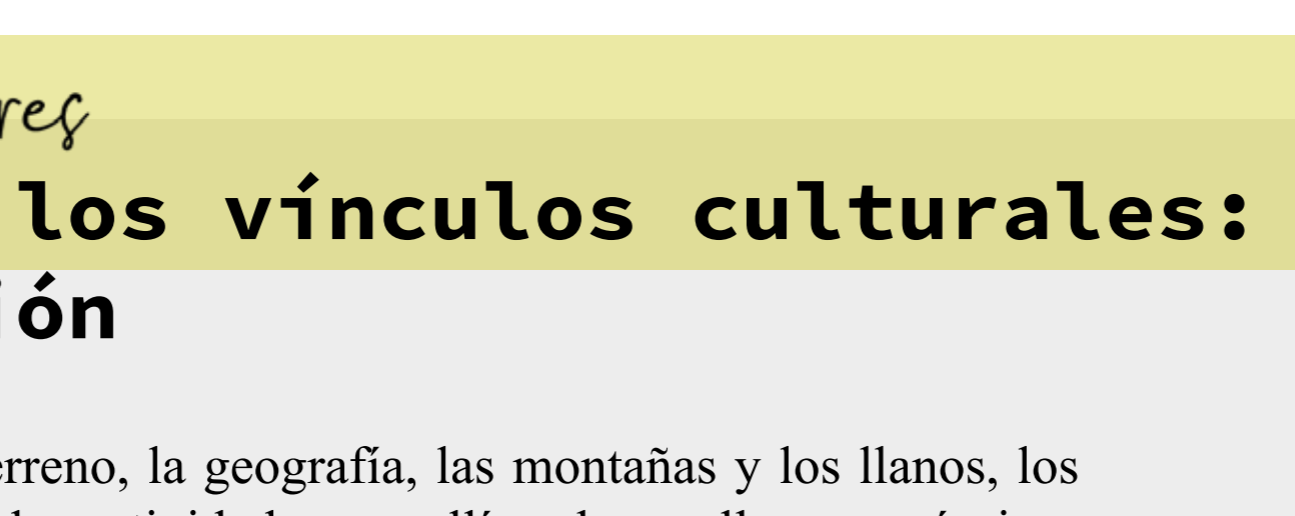 res
los vínculos culturales:
ión
erreno, la geografía, las montañas y los llanos, los